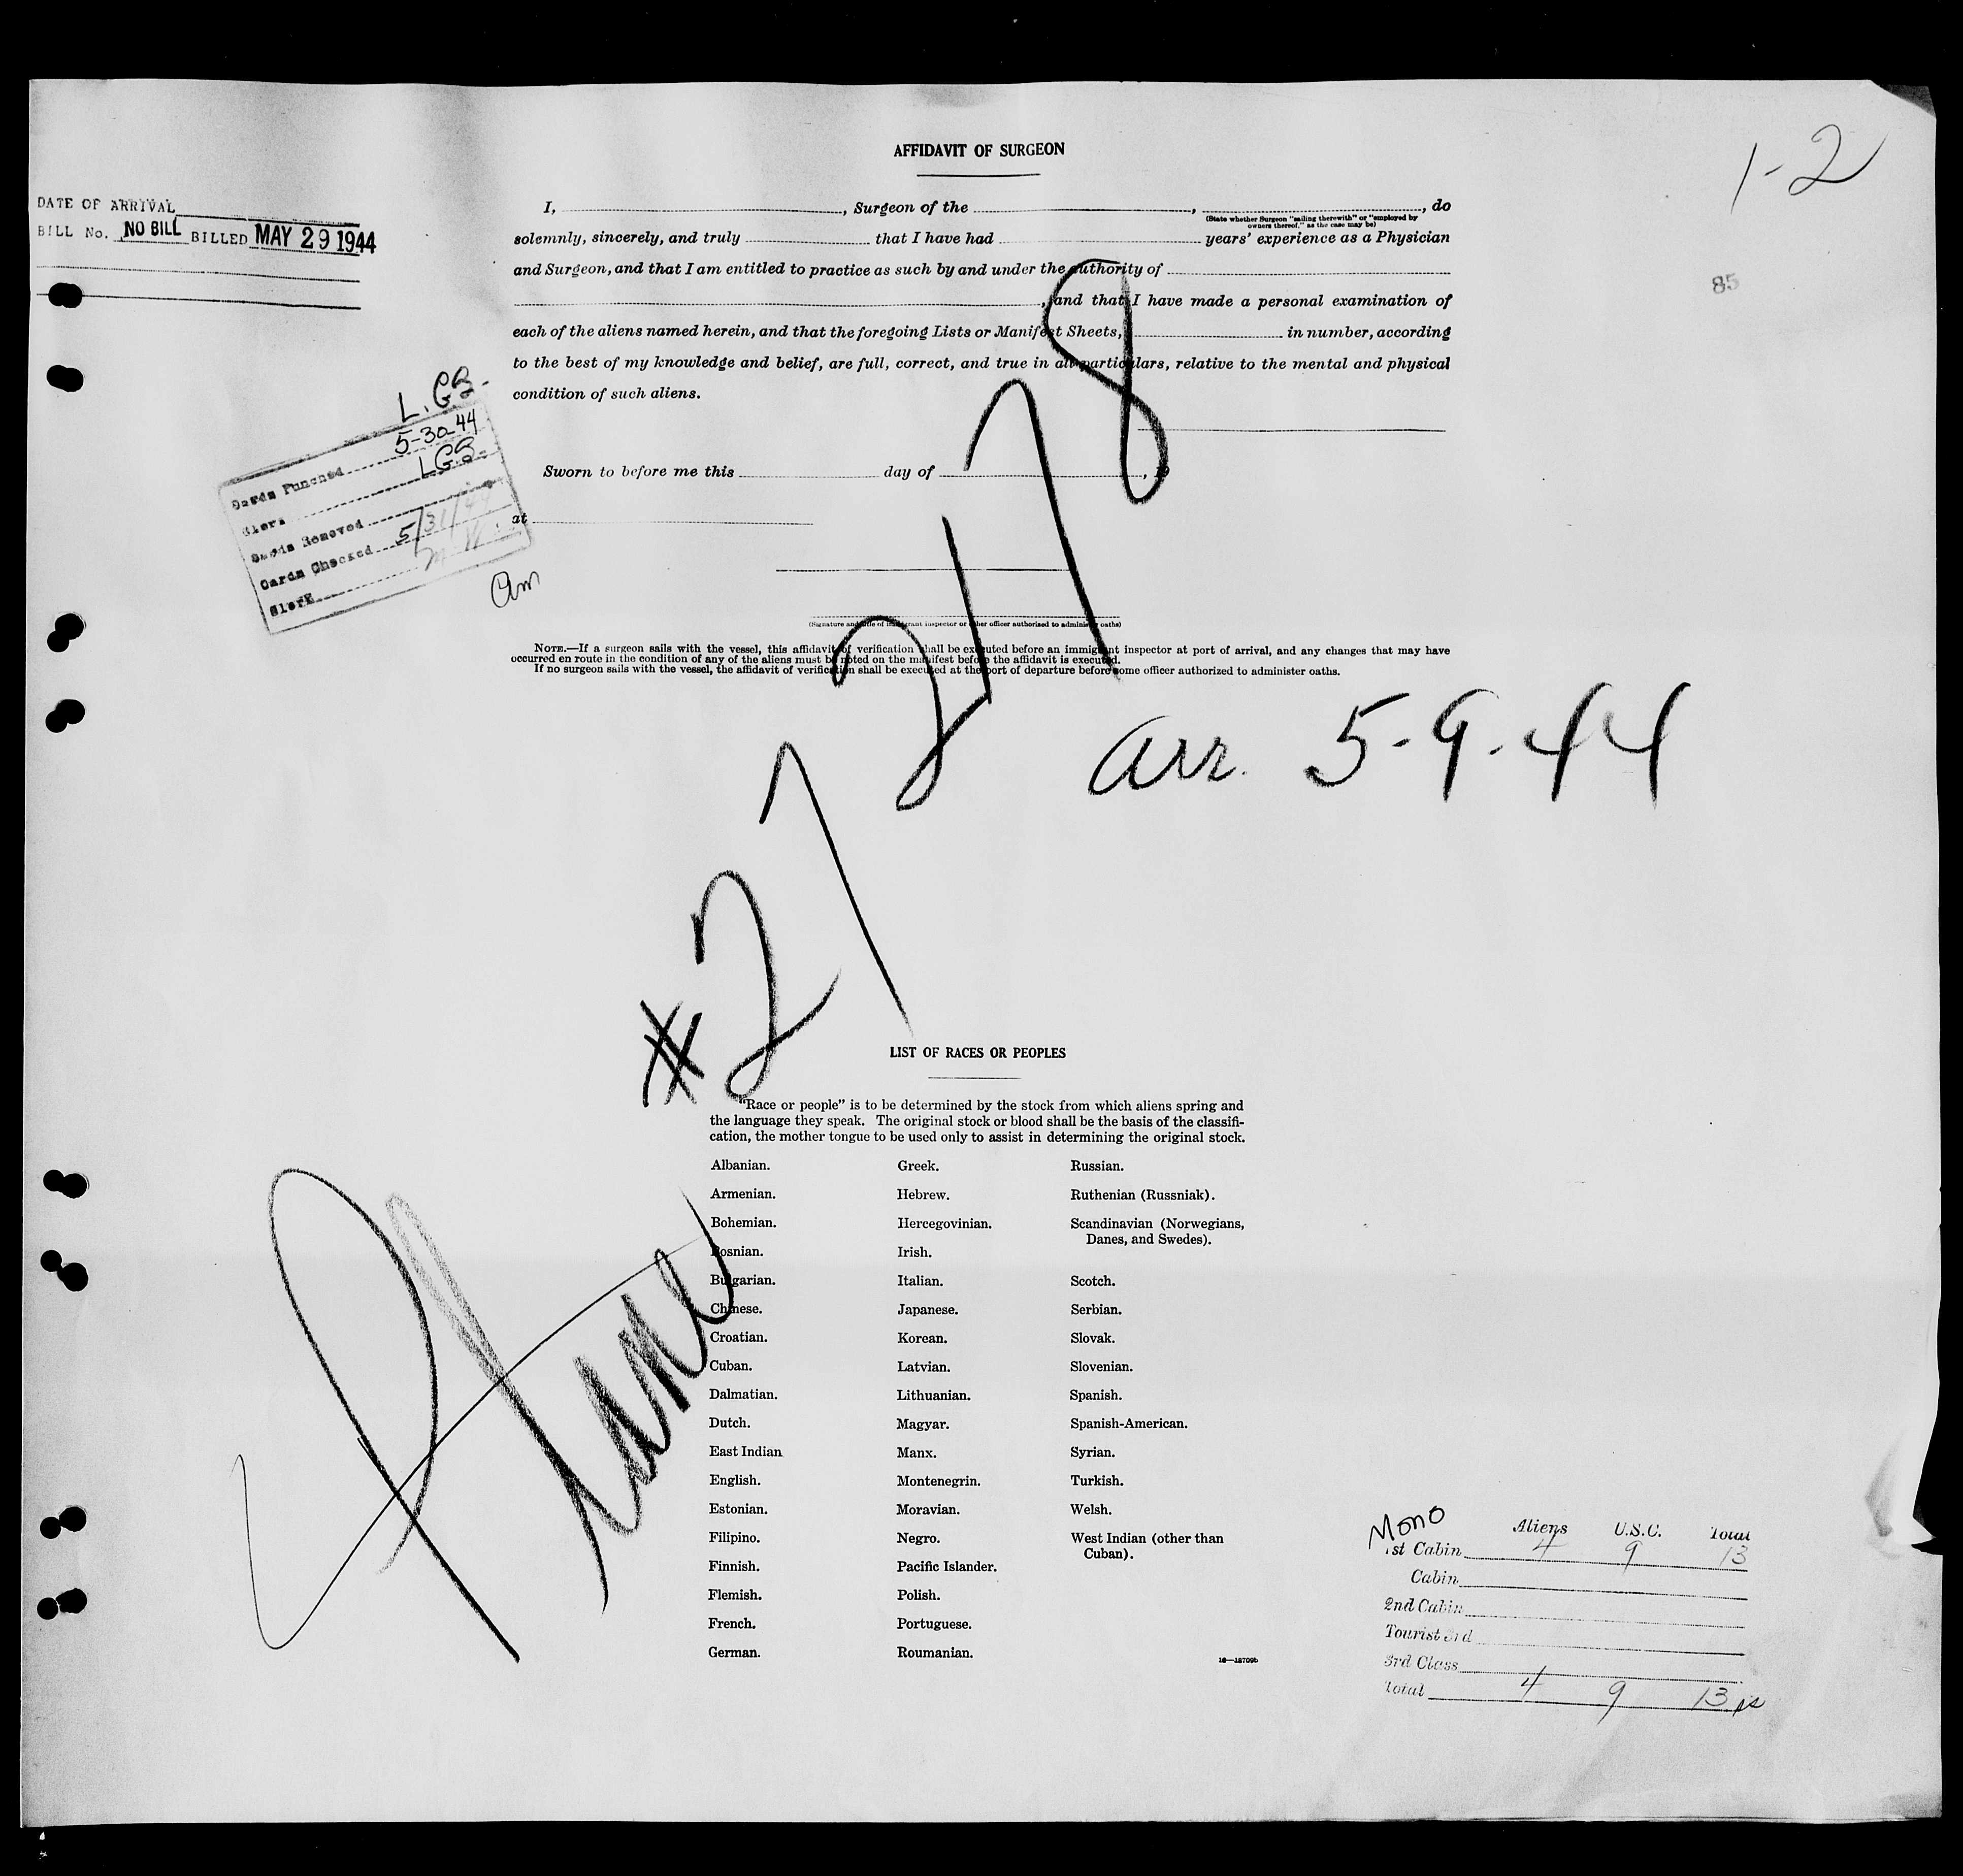 AFFIDAVIT OF SURGEON
1-2
DATE OF ARRIVAL
BILL No. NO BILL BILLED MAY 29 1944
85
I, , Surgeon of the , , do
(State whether Surgeon "sailing therewith" or "employed by
owners thereof," as the case may be)
solemnly, sincerely, and truly that I have had years' experience as a Physician
and Surgeon, and that I am entitled to practice as such by and under the authority of
, and that I have made a personal examination of
each of the aliens named herein, and that the foregoing Lists or Manifest Sheets, in number, according
to the best of my knowledge and belief, are full, correct, and true in all particulars, relative to the mental and physical
condition of such aliens.
L.G.B.
Cards Punched 5-30-44
Clerk L.G.B.
Removed
Cards Checked 5/31/44
Clerk
am
Sworn to before me this day of , 19
at
(Signature and title of immigrant inspector or other officer authorized to administer oaths)
NOTE.—If a surgeon sails with the vessel, this affidavit of verification shall be executed before an immigrant inspector at port of arrival, and any changes that may have
occurred en route in the condition of any of the aliens must be noted on the manifest before the affidavit is executed.
If no surgeon sails with the vessel, the affidavit of verification shall be executed at the port of departure before some officer authorized to administer oaths.
arr. 5-9-44
#27278
Plane
LIST OF RACES OR PEOPLES
"Race or people" is to be determined by the stock from which aliens spring and
the language they speak. The original stock or blood shall be the basis of the classifi-
cation, the mother tongue to be used only to assist in determining the original stock.
Albanian.
Armenian.
Bohemian.
Bosnian.
Bulgarian.
Chinese.
Croatian.
Cuban.
Dalmatian.
Dutch.
East Indian
English.
Estonian.
Filipino.
Finnish.
Flemish.
French.
German.
Greek.
Hebrew.
Hercegovinian.
Irish.
Italian.
Japanese.
Korean.
Latvian.
Lithuanian.
Magyar.
Manx.
Montenegrin.
Moravian.
Negro.
Pacific Islander.
Polish.
Portuguese.
Roumanian.
Russian.
Ruthenian (Russniak).
Scandinavian (Norwegians,
Danes, and Swedes).
Scotch.
Serbian.
Slovak.
Slovenian.
Spanish.
Spanish-American.
Syrian.
Turkish.
Welsh.
West Indian (other than
Cuban).
16—18709b
Mono
Aliens U.S.C. Total
1st Cabin 4 9 13
Cabin
2nd Cabin
Tourist 3rd
3rd Class
Total 4 9 13